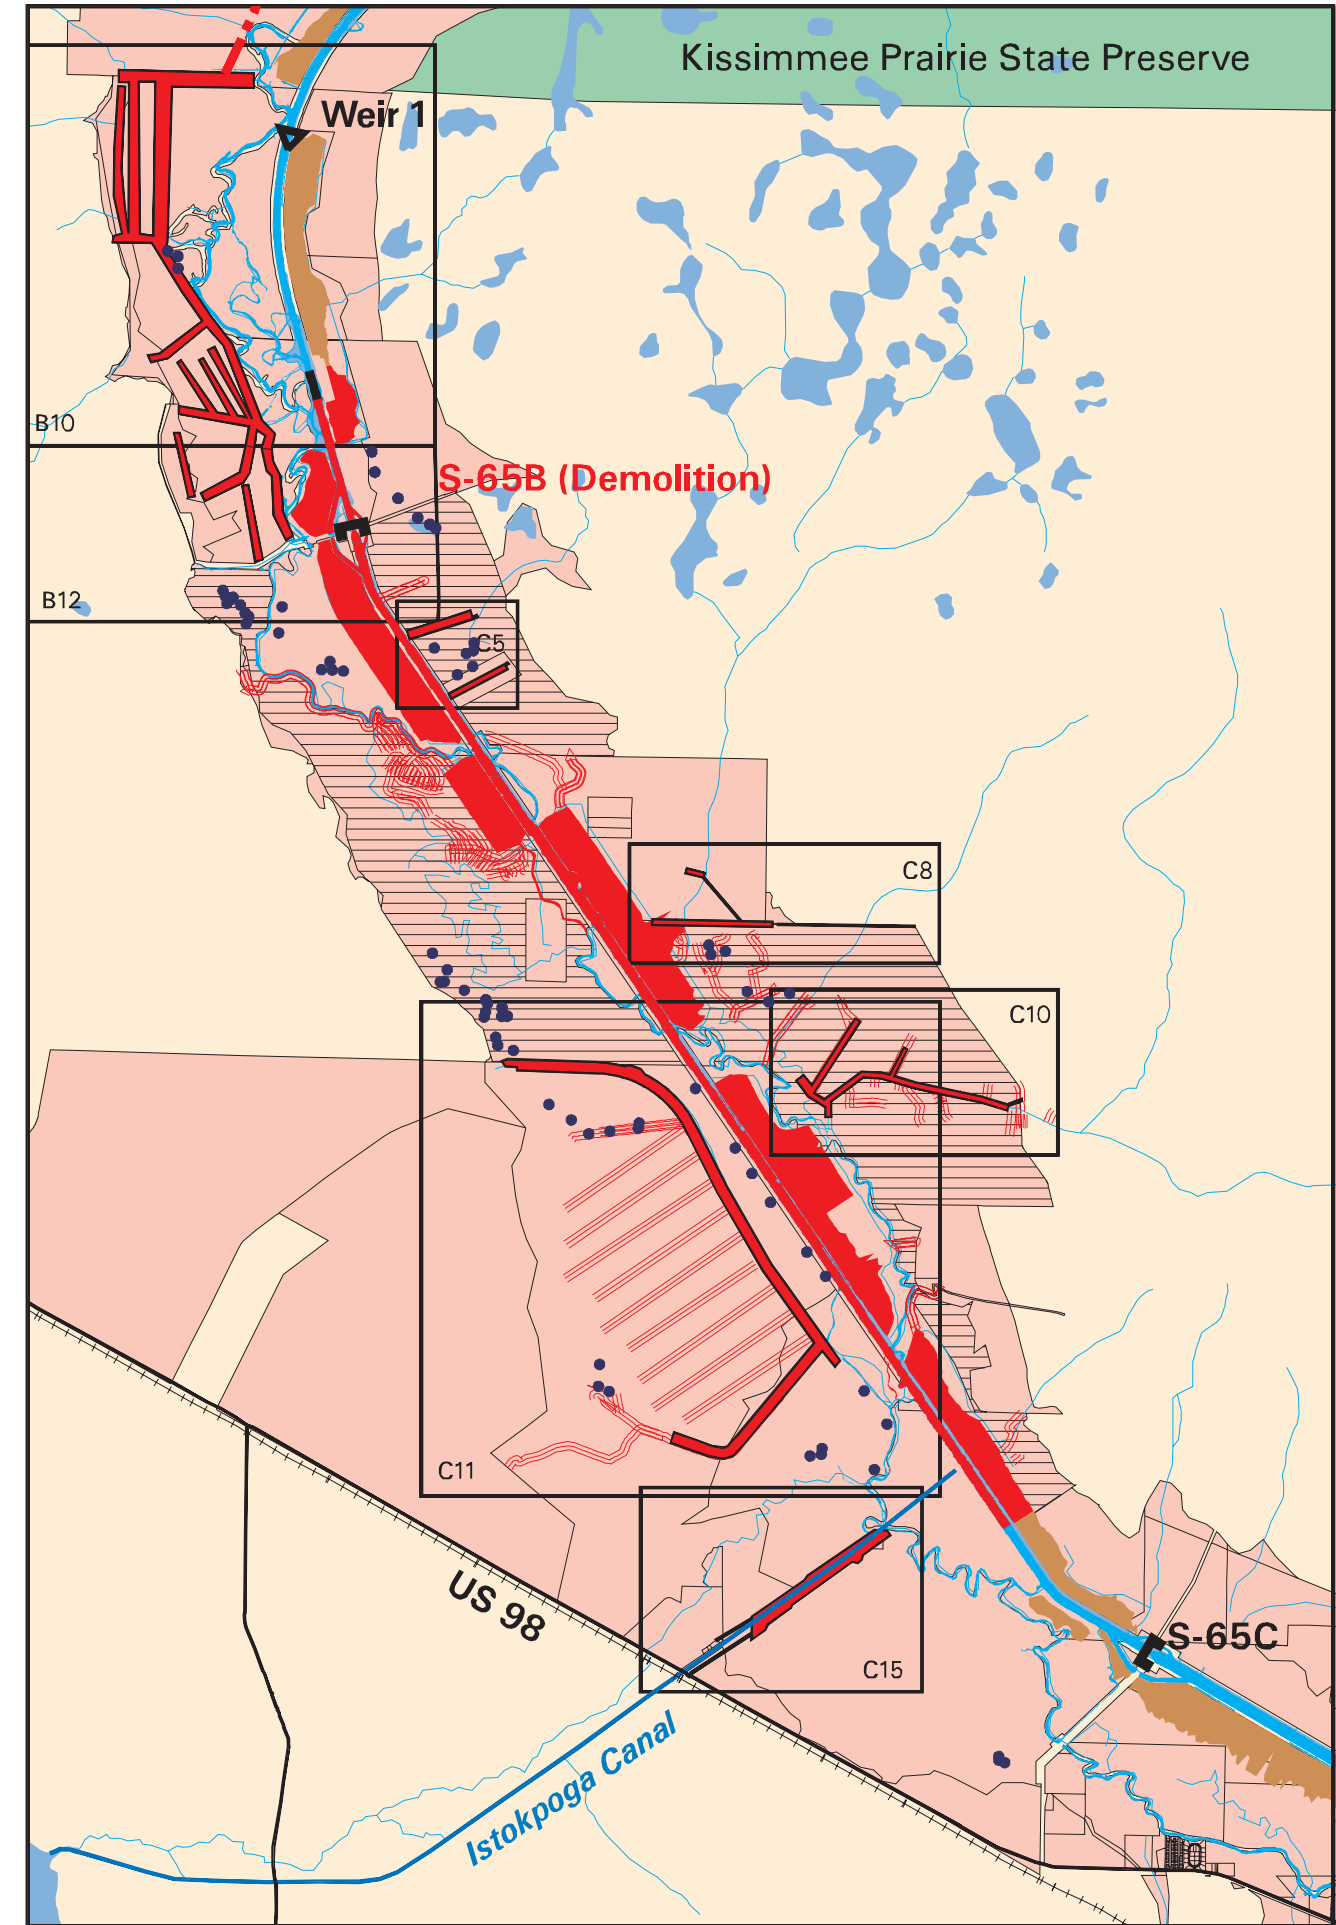 Kissimmee Prairie State Preserve
Weir 1
B10
S-65B (Demolition)
B12
C5
C8
C10
C11
US 98
S-65C
C15
Istokpoga Canal